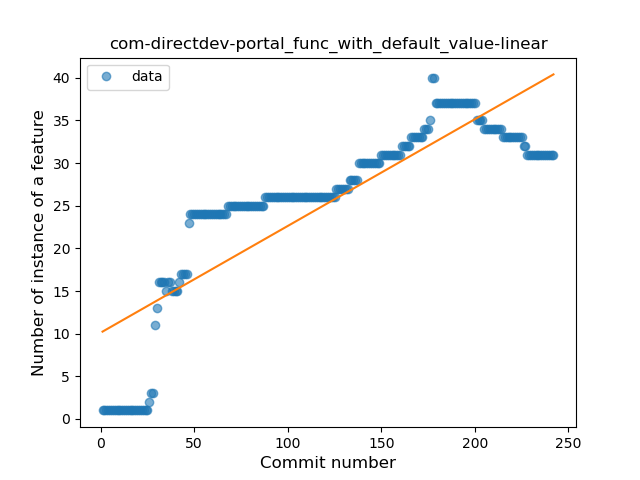 com-directdev-portal_func_with_default_value-linear
data
Number of instance of a feature
40
35
30
25
20
15
10
5
0
0 50 100 150 200 250
Commit number